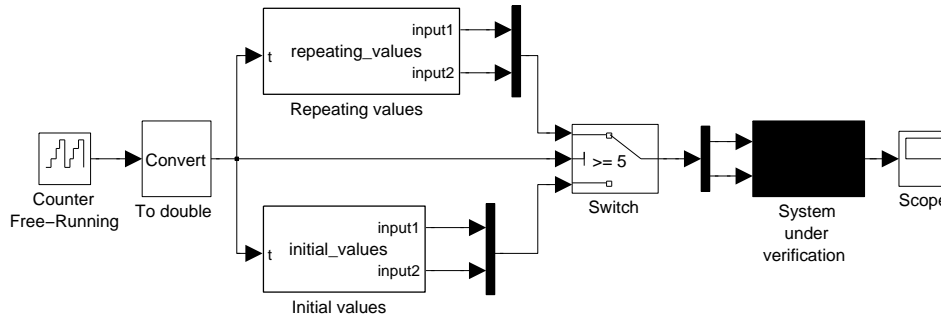 input1
t
repeating_values
input2
Repeating values
Convert
>= 5
Counter
Free−Running
To double
Switch
System
under
verification
Scope
input1
t
initial_values
input2
Initial values